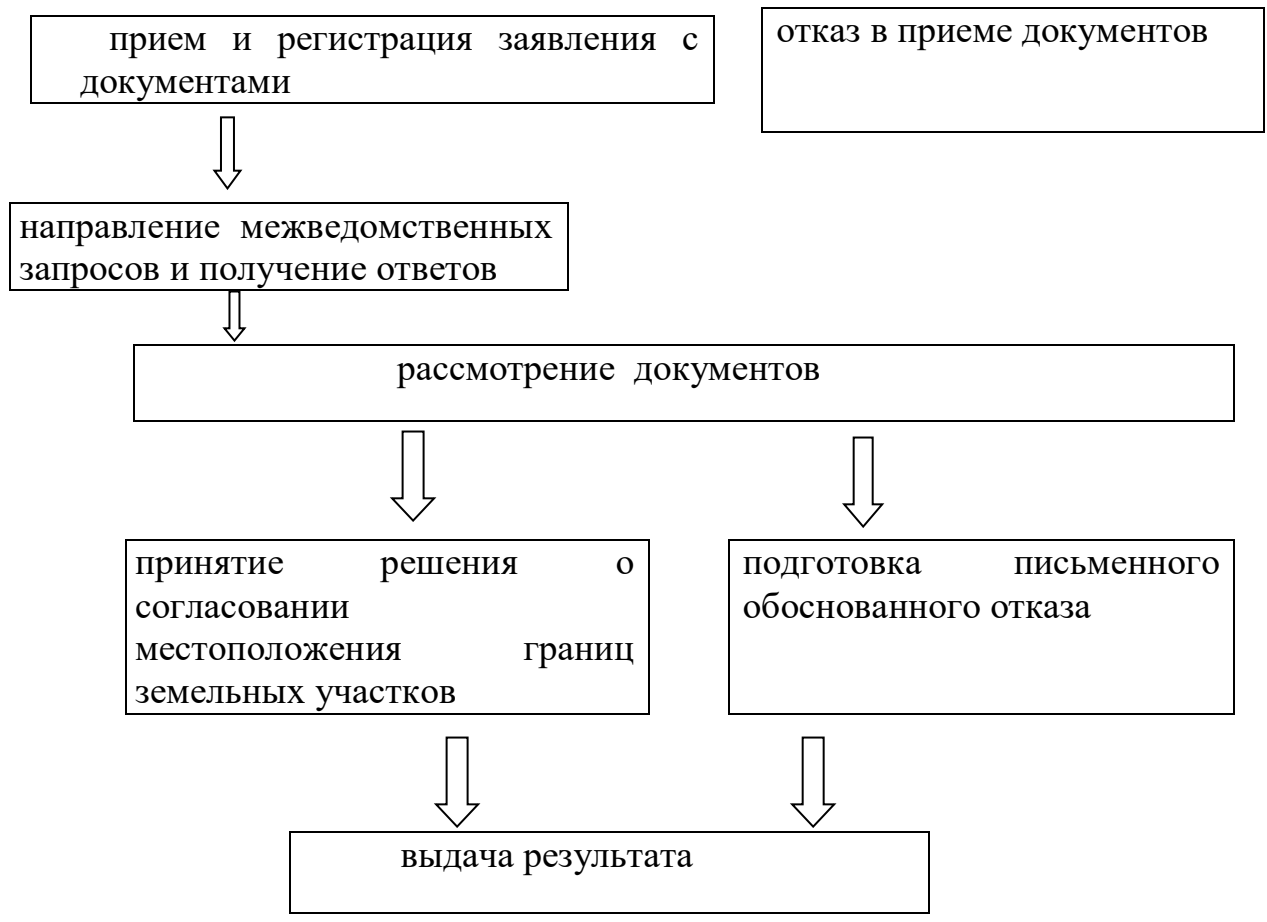 прием и регистрация заявления с
документами
отказ в приеме документов
направление межведомственных
запросов и получение ответов
рассмотрение документов
принятие решения о
согласовании
местоположения границ
земельных участков
подготовка письменного
обоснованного отказа
выдача результата